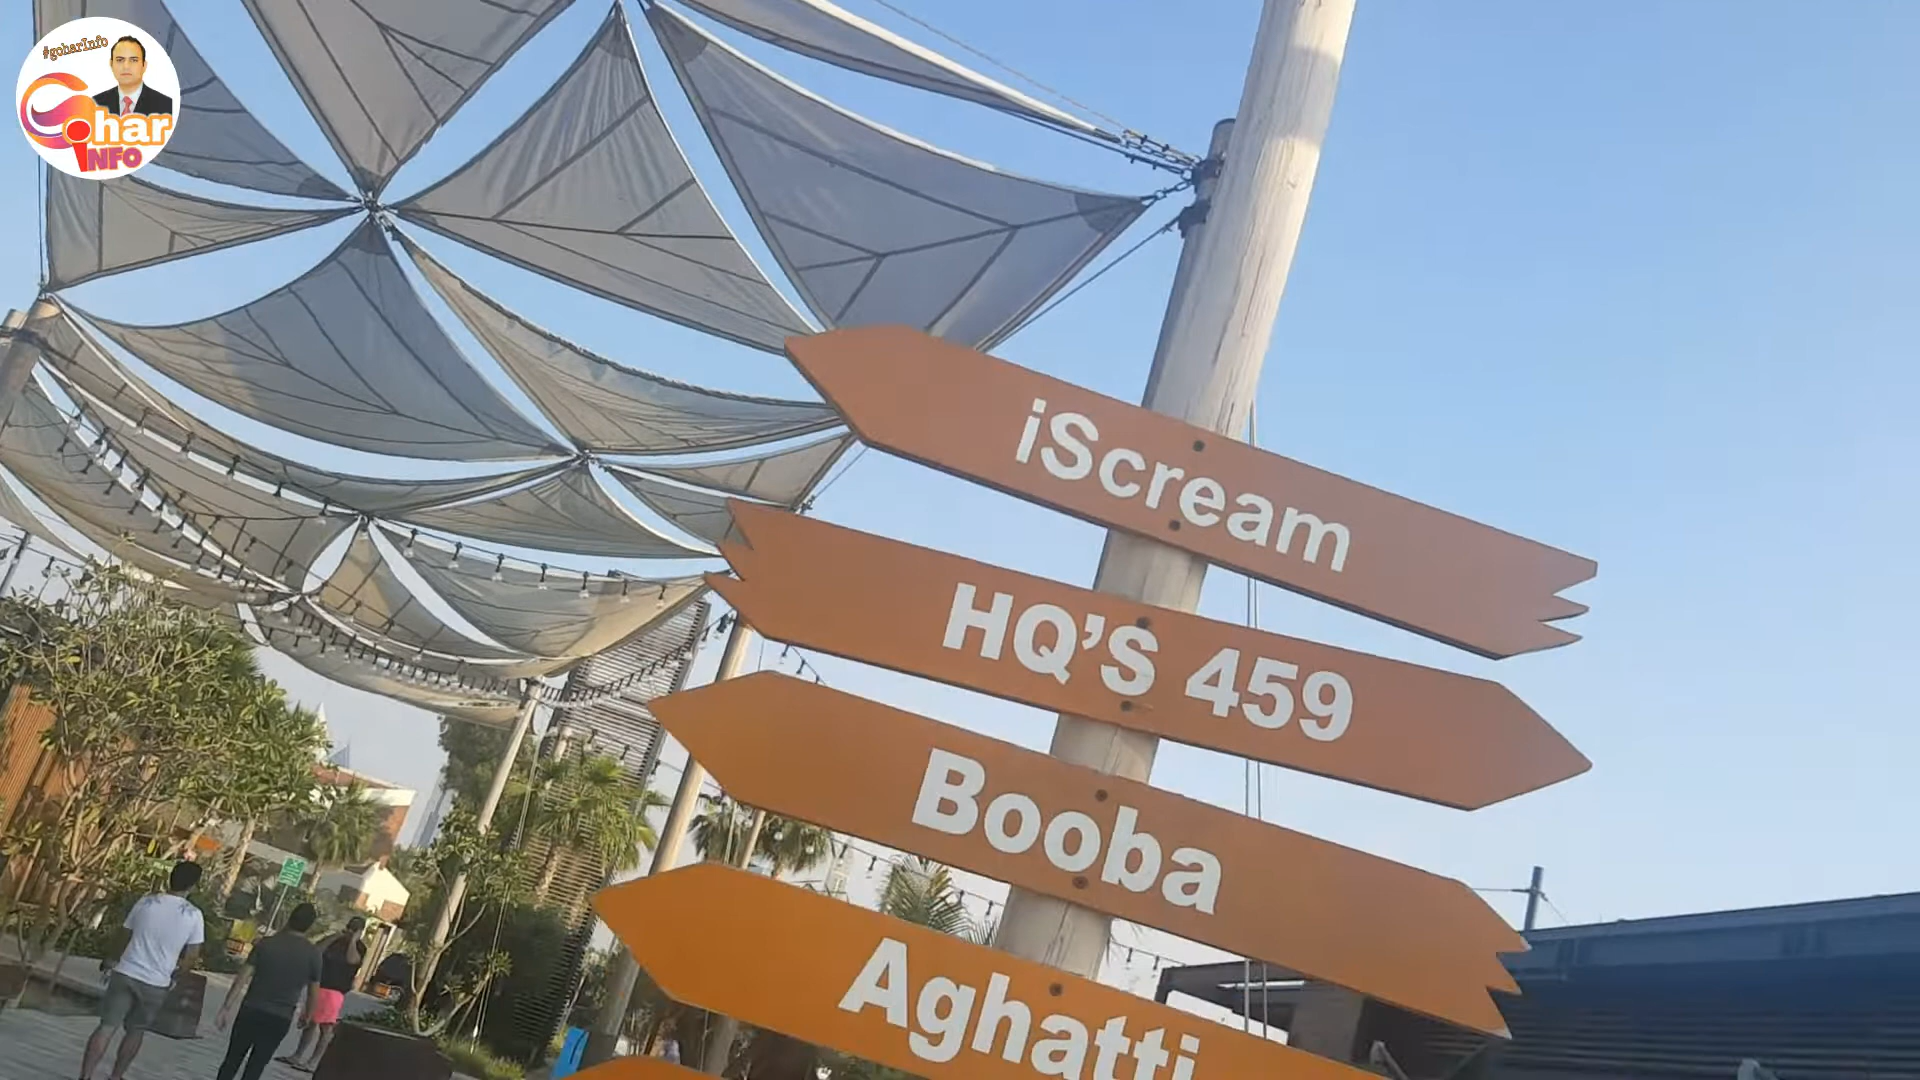 #goharInfo
Gohar
iNFO
iScream
HQ'S 459
Booba
Aghatti